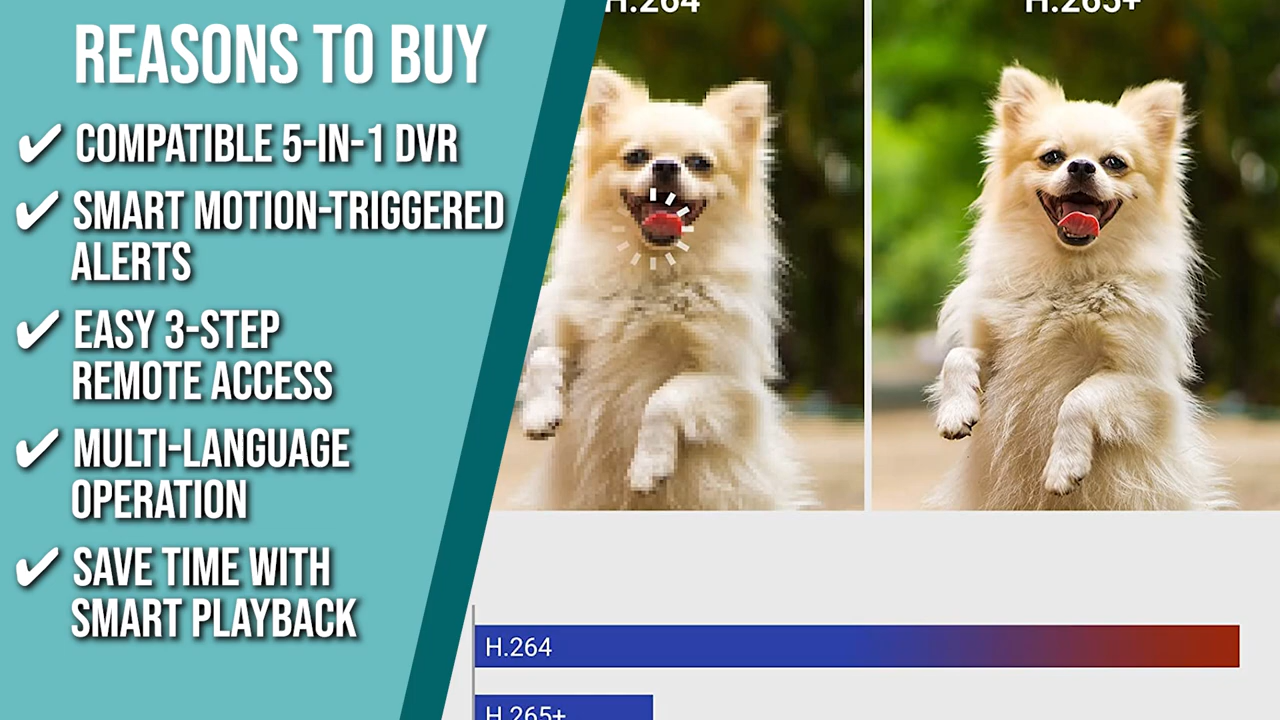 REASONS TO BUY
✔ COMPATIBLE 5-IN-1 DVR
✔ SMART MOTION-TRIGGERED
ALERTS
✔ EASY 3-STEP
REMOTE ACCESS
✔ MULTI-LANGUAGE
OPERATION
✔ SAVE TIME WITH
SMART PLAYBACK
H.264
H.265+
H.264
H.265+